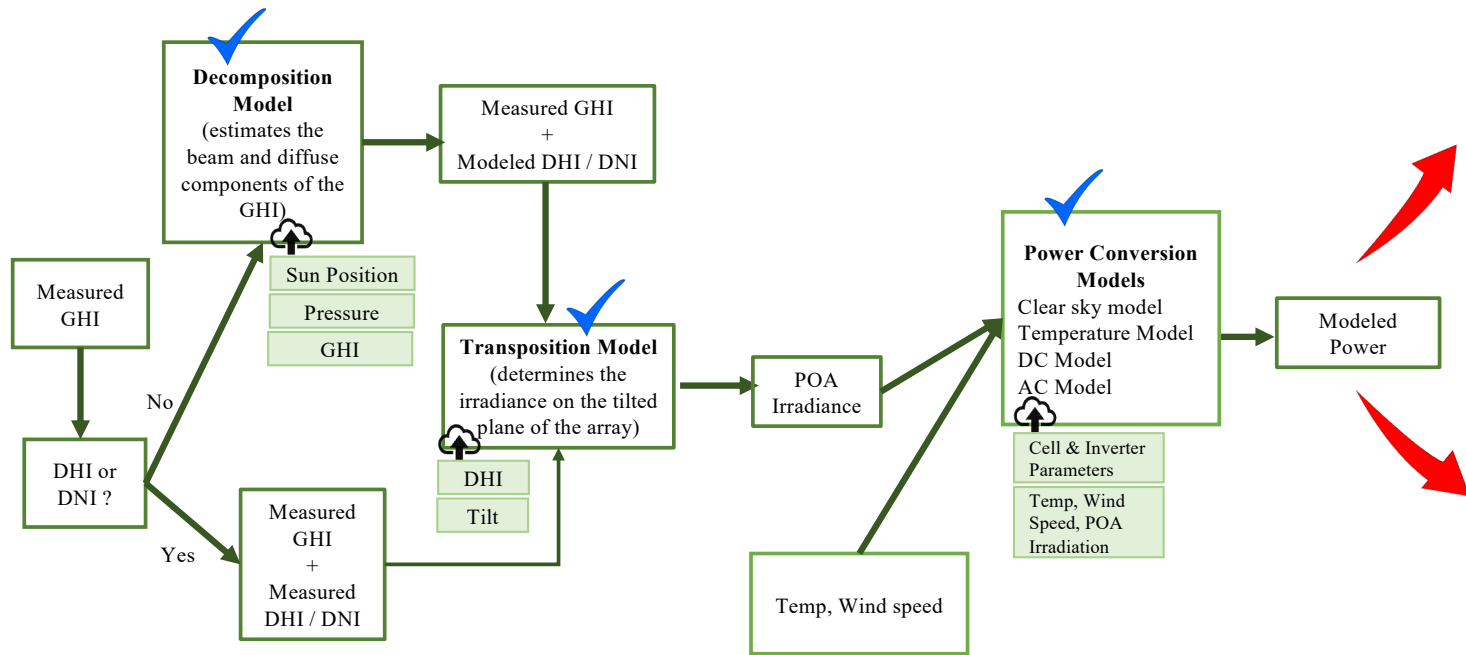 Decomposition
Model
(estimates the
beam and diffuse
components of the
GHI)
Sun Position
Pressure
GHI
Measured GHI
+
Modeled DHI / DNI
Measured
GHI
No
DHI or
DNI ?
Yes
Measured
GHI
+
Measured
DHI / DNI
Transposition Model
(determines the
irradiance on the tilted
plane of the array)
DHI
Tilt
POA
Irradiance
Temp, Wind speed
Power Conversion
Models
Clear sky model
Temperature Model
DC Model
AC Model
Cell & Inverter
Parameters
Temp, Wind
Speed, POA
Irradiation
Modeled
Power